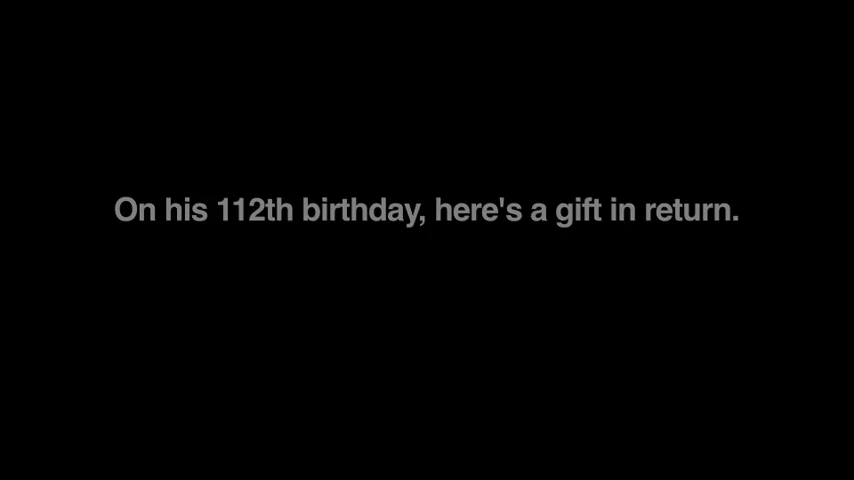 On his 112th birthday, here's a gift in return.